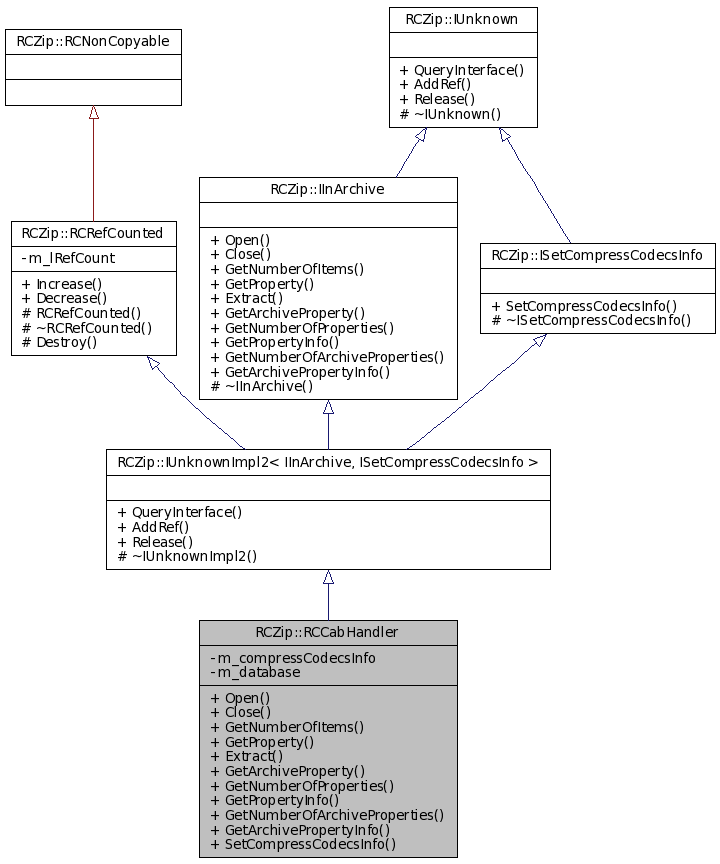 RCZip::IUnknown
+ QueryInterface()
+ AddRef()
+ Release()
# ~IUnknown()
RCZip::RCNonCopyable
RCZip::IInArchive
+ Open()
+ Close()
+ GetNumberOfItems()
+ GetProperty()
+ Extract()
+ GetArchiveProperty()
+ GetNumberOfProperties()
+ GetPropertyInfo()
+ GetNumberOfArchiveProperties()
+ GetArchivePropertyInfo()
# ~IInArchive()
RCZip::RCRefCounted
- m_lRefCount
+ Increase()
+ Decrease()
# RCRefCounted()
# ~RCRefCounted()
# Destroy()
RCZip::ISetCompressCodecsInfo
+ SetCompressCodecsInfo()
# ~ISetCompressCodecsInfo()
RCZip::IUnknownImpl2< IInArchive, ISetCompressCodecsInfo >
+ QueryInterface()
+ AddRef()
+ Release()
# ~IUnknownImpl2()
RCZip::RCCabHandler
- m_compressCodecsInfo
- m_database
+ Open()
+ Close()
+ GetNumberOfItems()
+ GetProperty()
+ Extract()
+ GetArchiveProperty()
+ GetNumberOfProperties()
+ GetPropertyInfo()
+ GetNumberOfArchiveProperties()
+ GetArchivePropertyInfo()
+ SetCompressCodecsInfo()